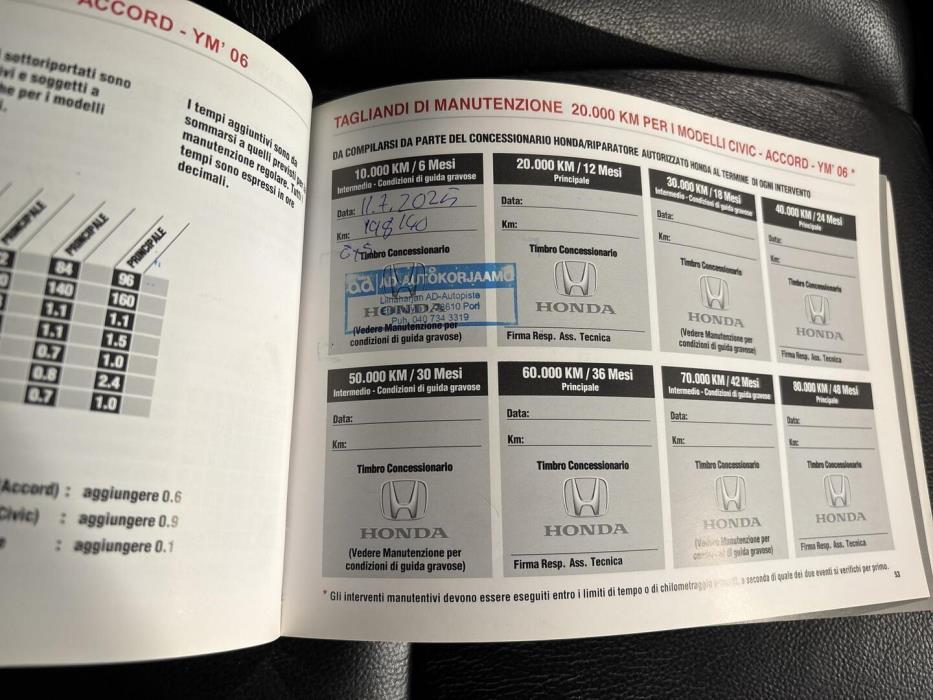 ACCORD - YM' 06
sottoriportati sono
e soggetti a
per i modelli
I tempi aggiuntivi sono da
sommarsi a quelli previsti
manutenzione regolare. Tutti i
tempi sono espressi in ore
decimali.
PRINCIPALE PRINCIPALE PRINCIPALE
84 96
140 160
1.1 1.1
1.1 1.5
0.7 1.0
0.8 2.4
0.7 1.0
(Accord) : aggiungere 0.6
Civic) : aggiungere 0.9
: aggiungere 0.1
TAGLIANDI DI MANUTENZIONE 20.000 KM PER I MODELLI CIVIC - ACCORD - YM' 06 *
DA COMPILARSI DA PARTE DEL CONCESSIONARIO HONDA/RIPARATORE AUTORIZZATO HONDA AL TERMINE DI OGNI INTERVENTO
10.000 KM / 6 Mesi
Intermedio - Condizioni di guida gravose
Data: 11.7.2025
Km: 198140
Timbro Concessionario
ad AD AUTOKORJAAMO
Liinaharjan AD-Autopiste
28610 Pori
Puh. 040 734 3319
HONDA
(Vedere Manutenzione per
condizioni di guida gravose)
20.000 KM / 12 Mesi
Principale
Data:
Km:
Timbro Concessionario
HONDA
Firma Resp. Ass. Tecnica
30.000 KM / 18 Mesi
Intermedio - Condizioni di guida gravose
Data:
Km:
Timbro Concessionario
HONDA
(Vedere Manutenzione per
condizioni di guida gravose)
40.000 KM / 24 Mesi
Principale
Data:
Km:
Timbro Concessionario
HONDA
Firma Resp. Ass. Tecnica
50.000 KM / 30 Mesi
Intermedio - Condizioni di guida gravose
Data:
Km:
Timbro Concessionario
HONDA
(Vedere Manutenzione per
condizioni di guida gravose)
60.000 KM / 36 Mesi
Principale
Data:
Km:
Timbro Concessionario
HONDA
Firma Resp. Ass. Tecnica
70.000 KM / 42 Mesi
Intermedio - Condizioni di guida gravose
Data:
Km:
Timbro Concessionario
HONDA
(Vedere Manutenzione per
condizioni di guida gravose)
80.000 KM / 48 Mesi
Principale
Data:
Km:
Timbro Concessionario
HONDA
Firma Resp. Ass. Tecnica
* Gli interventi manutentivi devono essere eseguiti entro i limiti di tempo o di chilometraggio a seconda di quale dei due eventi si verifichi per primo.
53